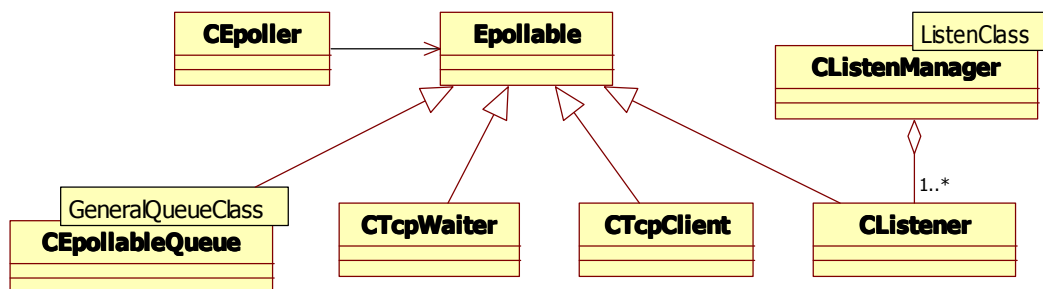 CEpoller
Epollable
ListenClass
CListenManager
1..*
GeneralQueueClass
CEpollableQueue
CTcpWaiter
CTcpClient
CListener